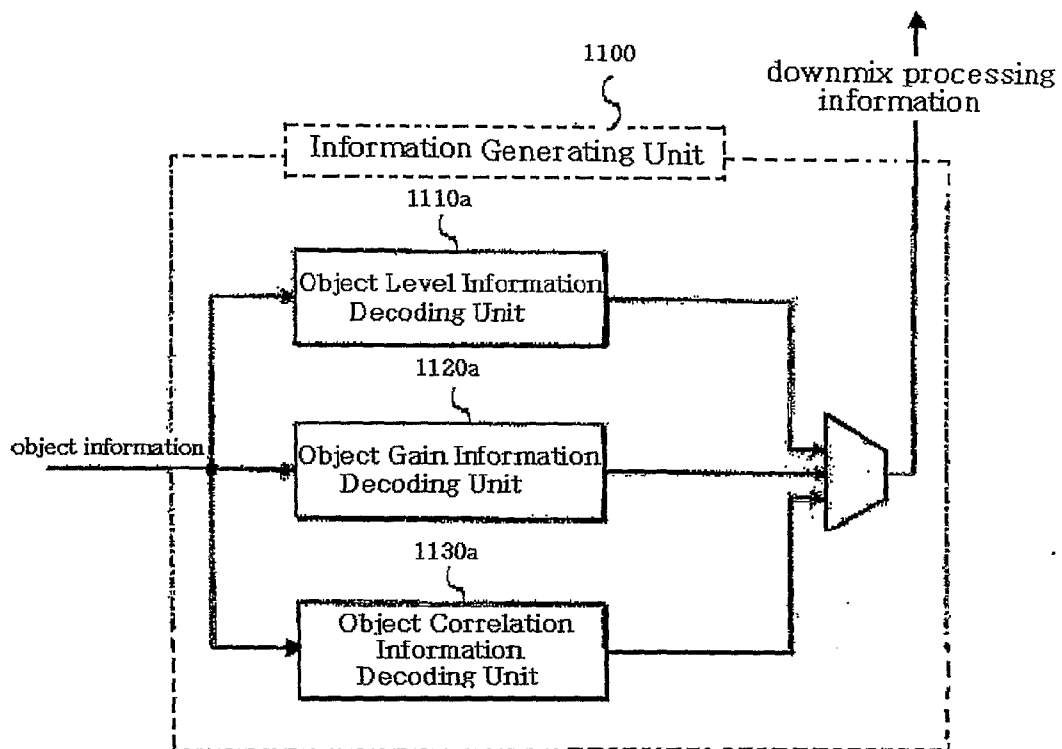 1100
downmix processing
information
Information Generating Unit
1110a
Object Level Information
Decoding Unit
1120a
object information
Object Gain Information
Decoding Unit
1130a
Object Correlation
Information
Decoding Unit